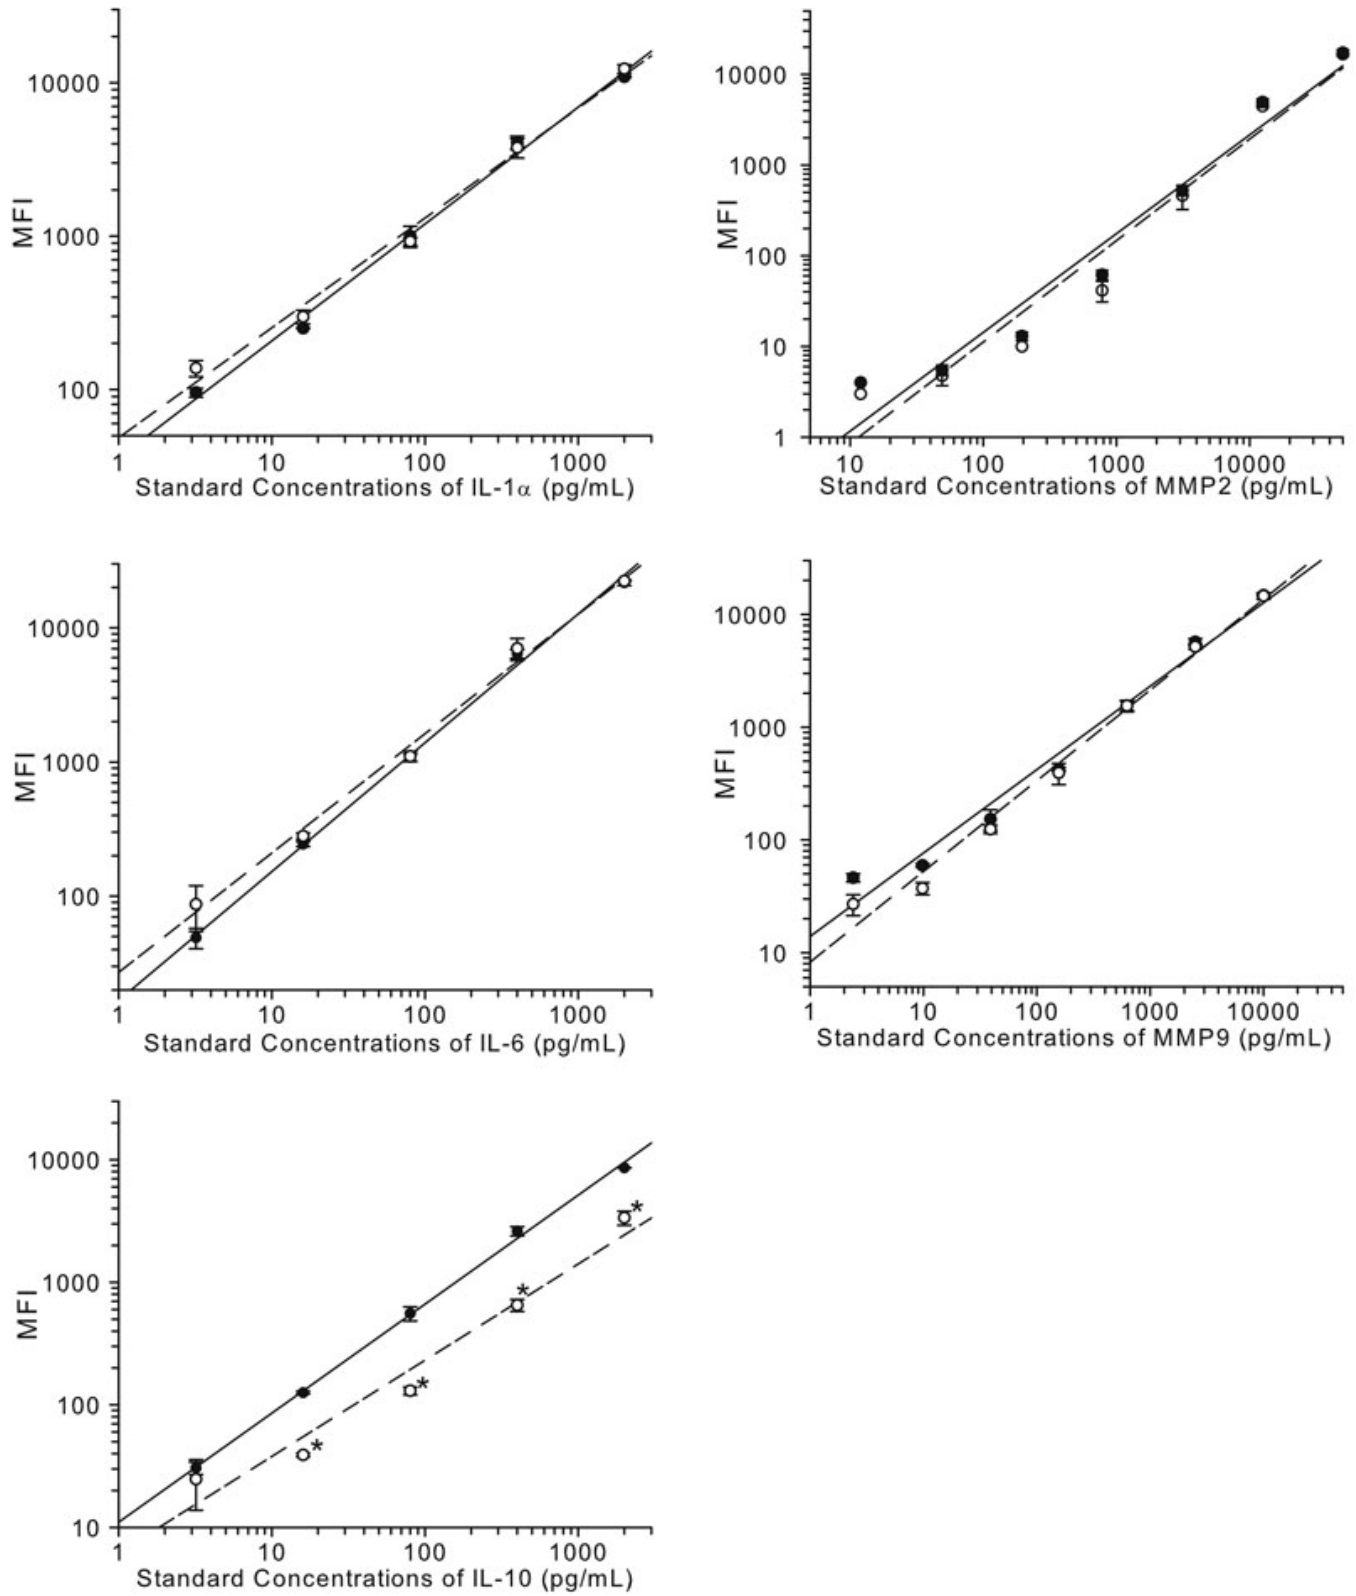 10000
1000
100
MFI
1 10 100 1000
Standard Concentrations of IL-1α (pg/mL)
10000
1000
100
10
1
MFI
10 100 1000 10000
Standard Concentrations of MMP2 (pg/mL)
10000
1000
100
MFI
1 10 100 1000
Standard Concentrations of IL-6 (pg/mL)
10000
1000
100
10
MFI
1 10 100 1000 10000
Standard Concentrations of MMP9 (pg/mL)
10000
1000
100
10
MFI
*
*
*
*
1 10 100 1000
Standard Concentrations of IL-10 (pg/mL)